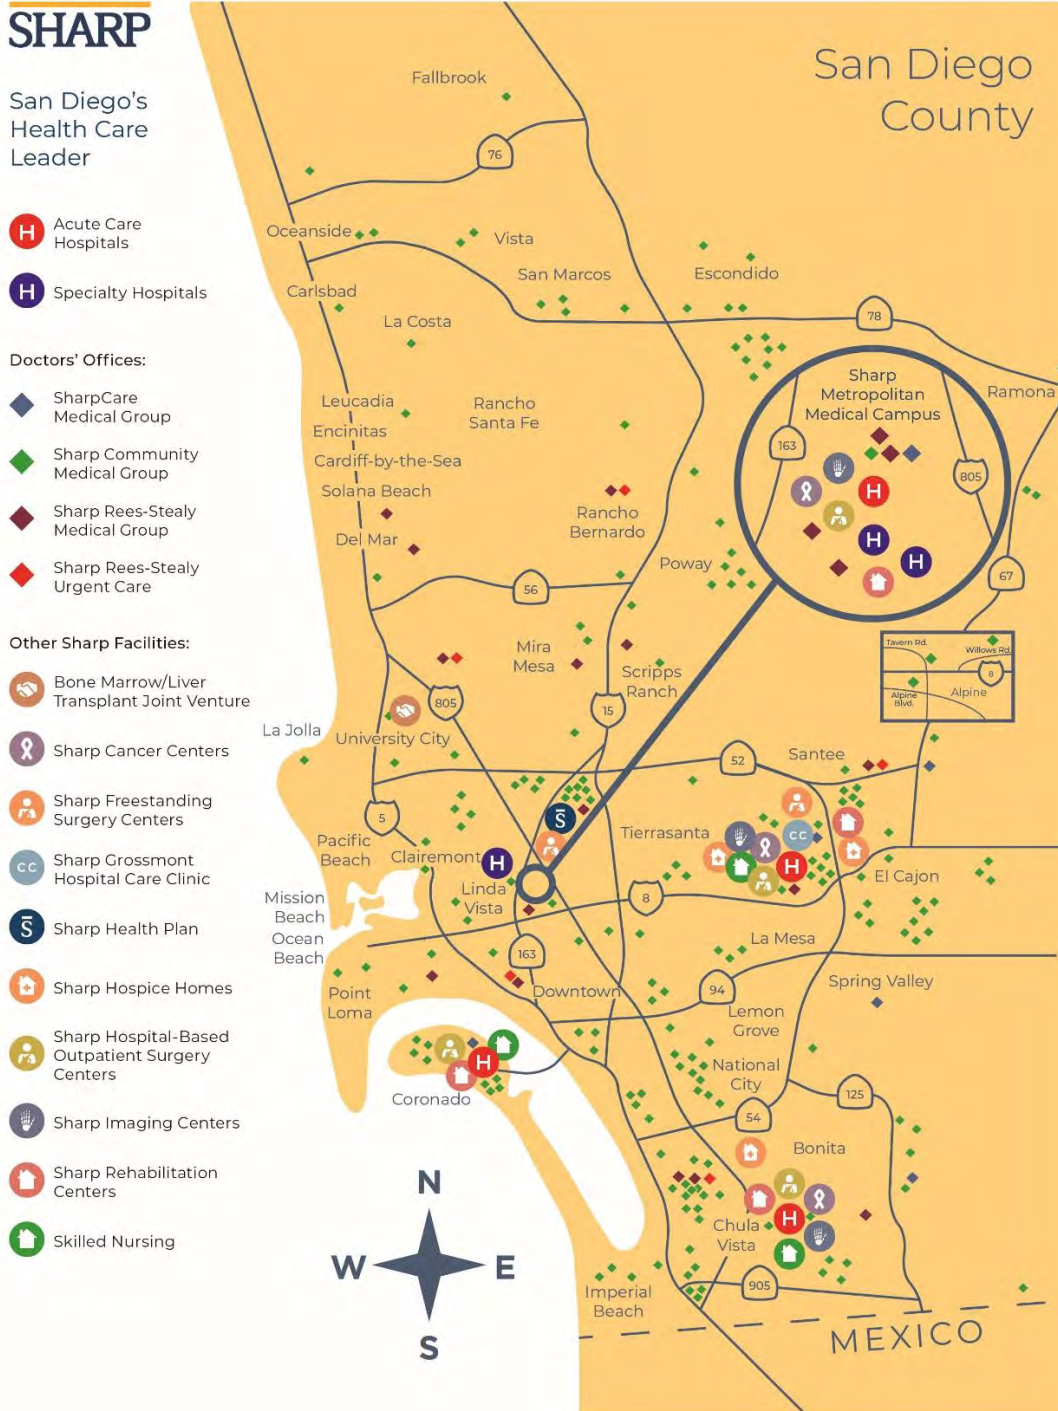 SHARP
San Diego's
Health Care
Leader
H
Acute Care
Hospitals
H
Specialty Hospitals
Doctors' Offices:
SharpCare
Medical Group
Sharp Community
Medical Group
Sharp Rees-Stealy
Medical Group
Sharp Rees-Stealy
Urgent Care
Other Sharp Facilities:
Bone Marrow/Liver
Transplant Joint Venture
Sharp Cancer Centers
Sharp Freestanding
Surgery Centers
CC
Sharp Grossmont
Hospital Care Clinic
S
Sharp Health Plan
Sharp Hospice Homes
Sharp Hospital-Based
Outpatient Surgery
Centers
Sharp Imaging Centers
Sharp Rehabilitation
Centers
Skilled Nursing
San Diego
County
Fallbrook
76
Oceanside
Vista
San Marcos
Escondido
Carlsbad
La Costa
78
Leucadia
Encinitas
Rancho
Santa Fe
Cardiff-by-the-Sea
Solana Beach
Del Mar
Rancho
Bernardo
Poway
56
Sharp
Metropolitan
Medical Campus
163
805
H
H
H
Ramona
67
Mira
Mesa
Scripps
Ranch
Tavern Rd.
Willows Rd.
8
Alpine
Blvd.
Alpine
805
15
La Jolla
University City
52
Santee
5
S
Pacific
Beach
Clairemont
H
Tierrasanta
CC
H
El Cajon
Linda
Vista
8
Mission
Beach
Ocean
Beach
163
La Mesa
Point
Loma
Downtown
94
Spring Valley
Lemon
Grove
H
Coronado
National
City
54
125
Bonita
H
Chula
Vista
905
Imperial
Beach
MEXICO
N
W
E
S